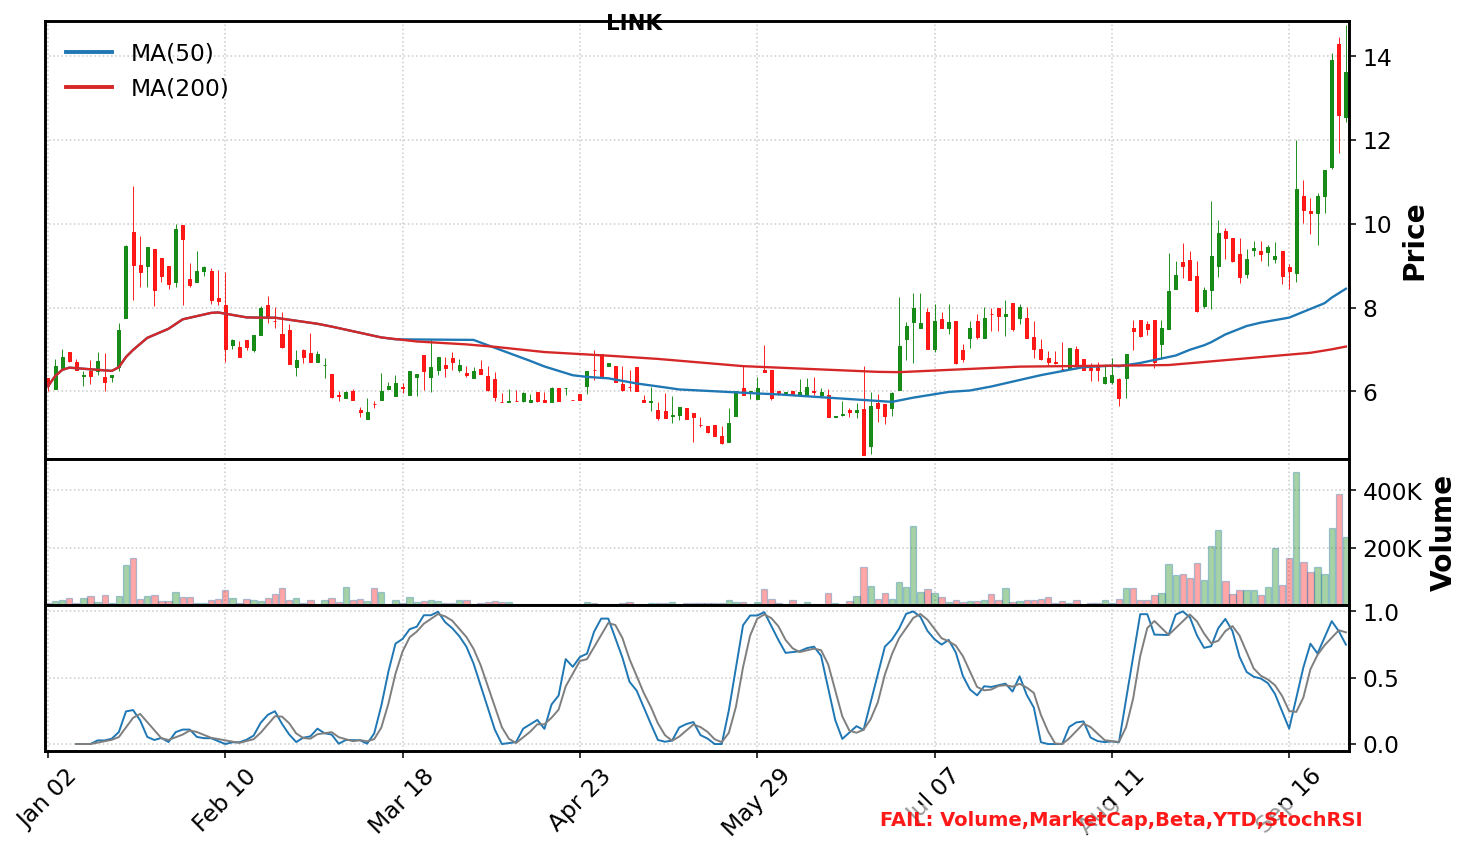 LINK
MA(50)
MA(200)
14
12
10
8
6
Price
400K
200K
Volume
1.0
0.5
0.0
Jan 02
Feb 10
Mar 18
Apr 23
May 29
Jul 07
Aug 11
Sep 16
FAIL: Volume,MarketCap,Beta,YTD,StochRSI